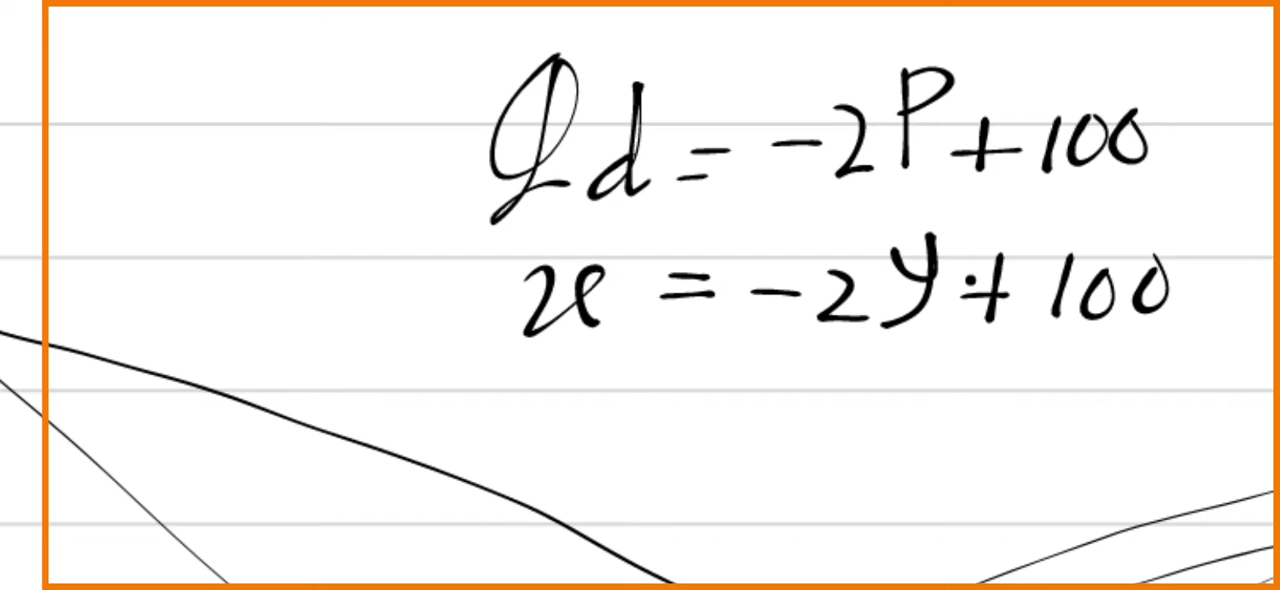 Qd = -2P + 100
x = -2y + 100